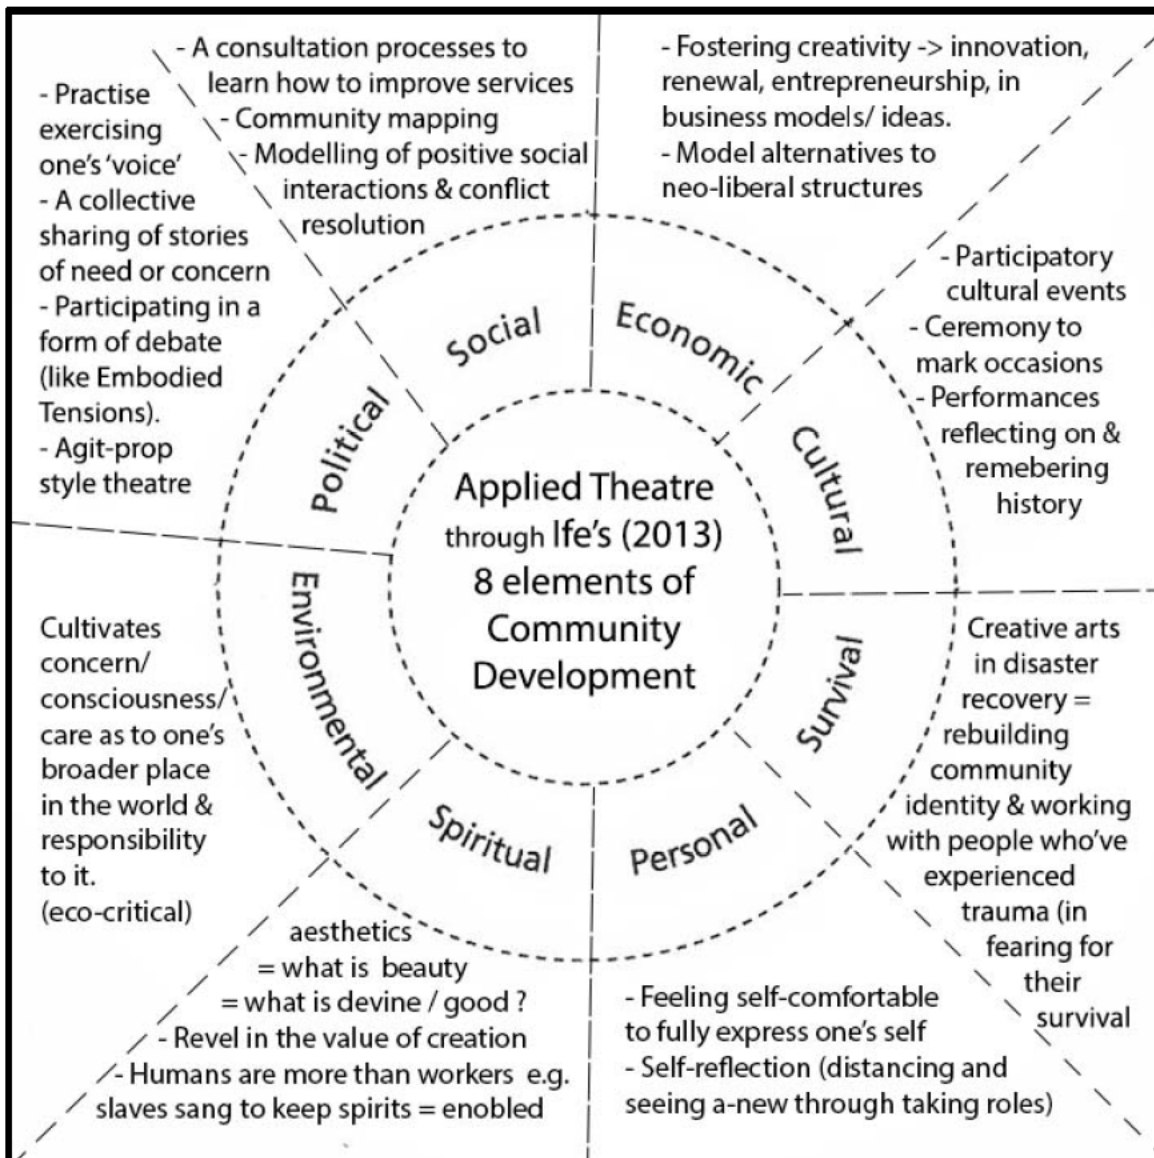 Applied Theatre
through Ife's (2013)
8 elements of
Community
Development
Social
- A consultation processes to
learn how to improve services
- Community mapping
- Modelling of positive social
interactions & conflict
resolution
Economic
- Fostering creativity -> innovation,
renewal, entrepreneurship, in
business models/ ideas.
- Model alternatives to
neo-liberal structures
Cultural
- Participatory
cultural events
- Ceremony to
mark occasions
- Performances
reflecting on &
remebering
history
Survival
Creative arts
in disaster
recovery =
rebuilding
community
identity & working
with people who've
experienced
trauma (in
fearing for
their
survival
Personal
- Feeling self-comfortable
to fully express one's self
- Self-reflection (distancing and
seeing a-new through taking roles)
Spiritual
aesthetics
= what is beauty
= what is devine / good ?
- Revel in the value of creation
- Humans are more than workers e.g.
slaves sang to keep spirits = enobled
Environmental
Cultivates
concern/
consciousness/
care as to one's
broader place
in the world &
responsibility
to it.
(eco-critical)
Political
- Practise
exercising
one's 'voice'
- A collective
sharing of stories
of need or concern
- Participating in a
form of debate
(like Embodied
Tensions).
- Agit-prop
style theatre